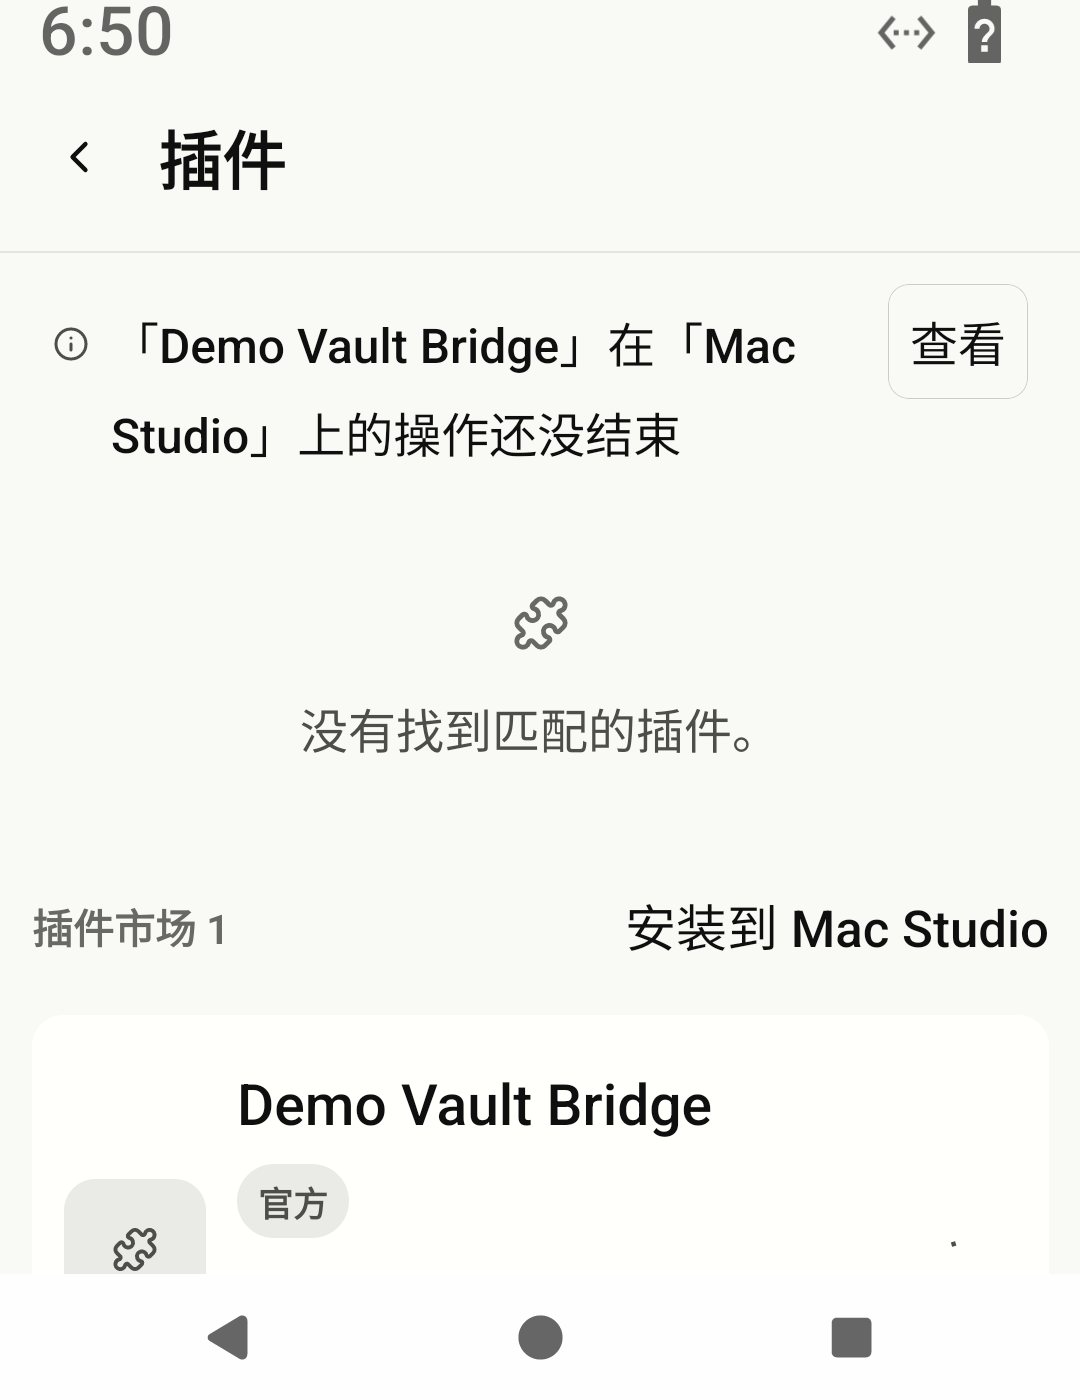 6:50
插件
「Demo Vault Bridge」在「Mac
Studio」上的操作还没结束
查看
没有找到匹配的插件。
插件市场 1
安装到 Mac Studio
Demo Vault Bridge
官方